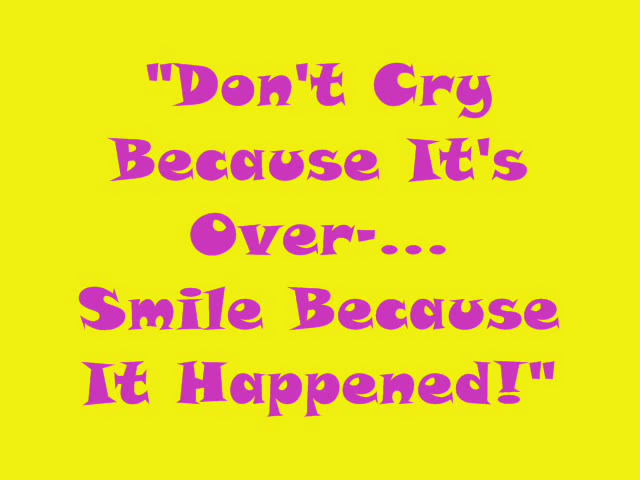 "Don't Cry
Because It's
Over-...
Smile Because
It Happened!"